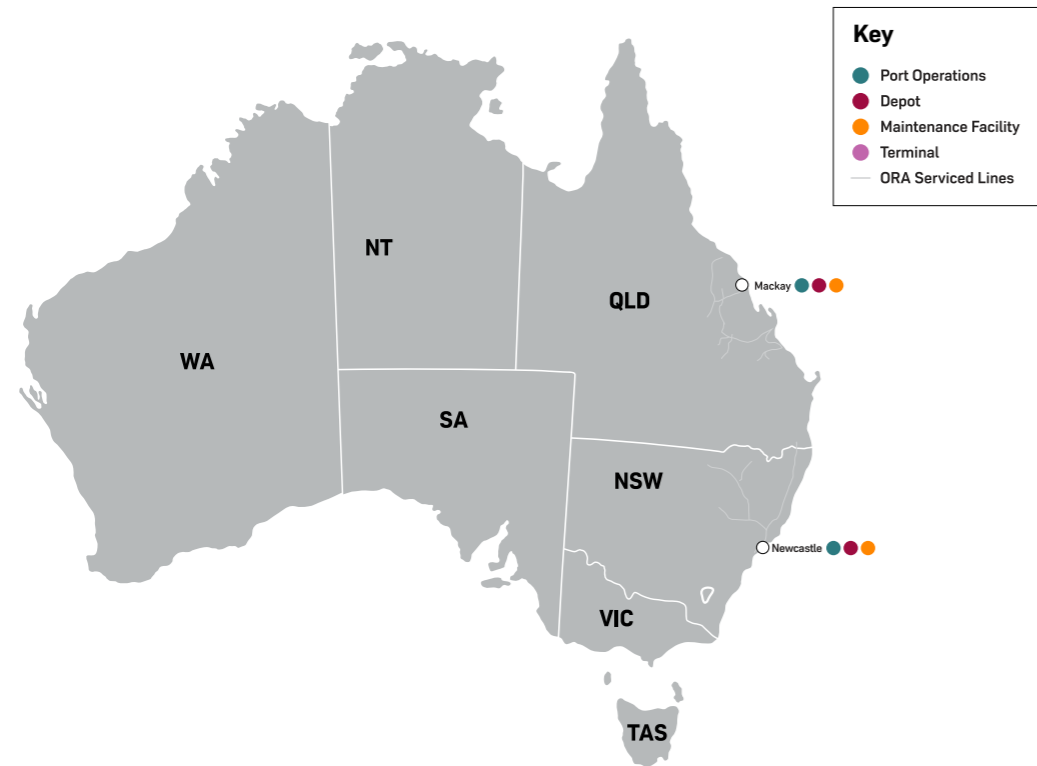 Key
Port Operations
Depot
Maintenance Facility
Terminal
ORA Serviced Lines
NT
QLD
Mackay
WA
SA
NSW
Newcastle
VIC
TAS